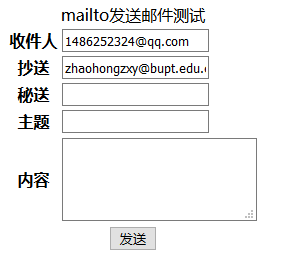 mailto发送邮件测试
收件人 1486252324@qq.com
抄送 zhaohongzxy@bupt.edu.c
秘送
主题
内容
发送